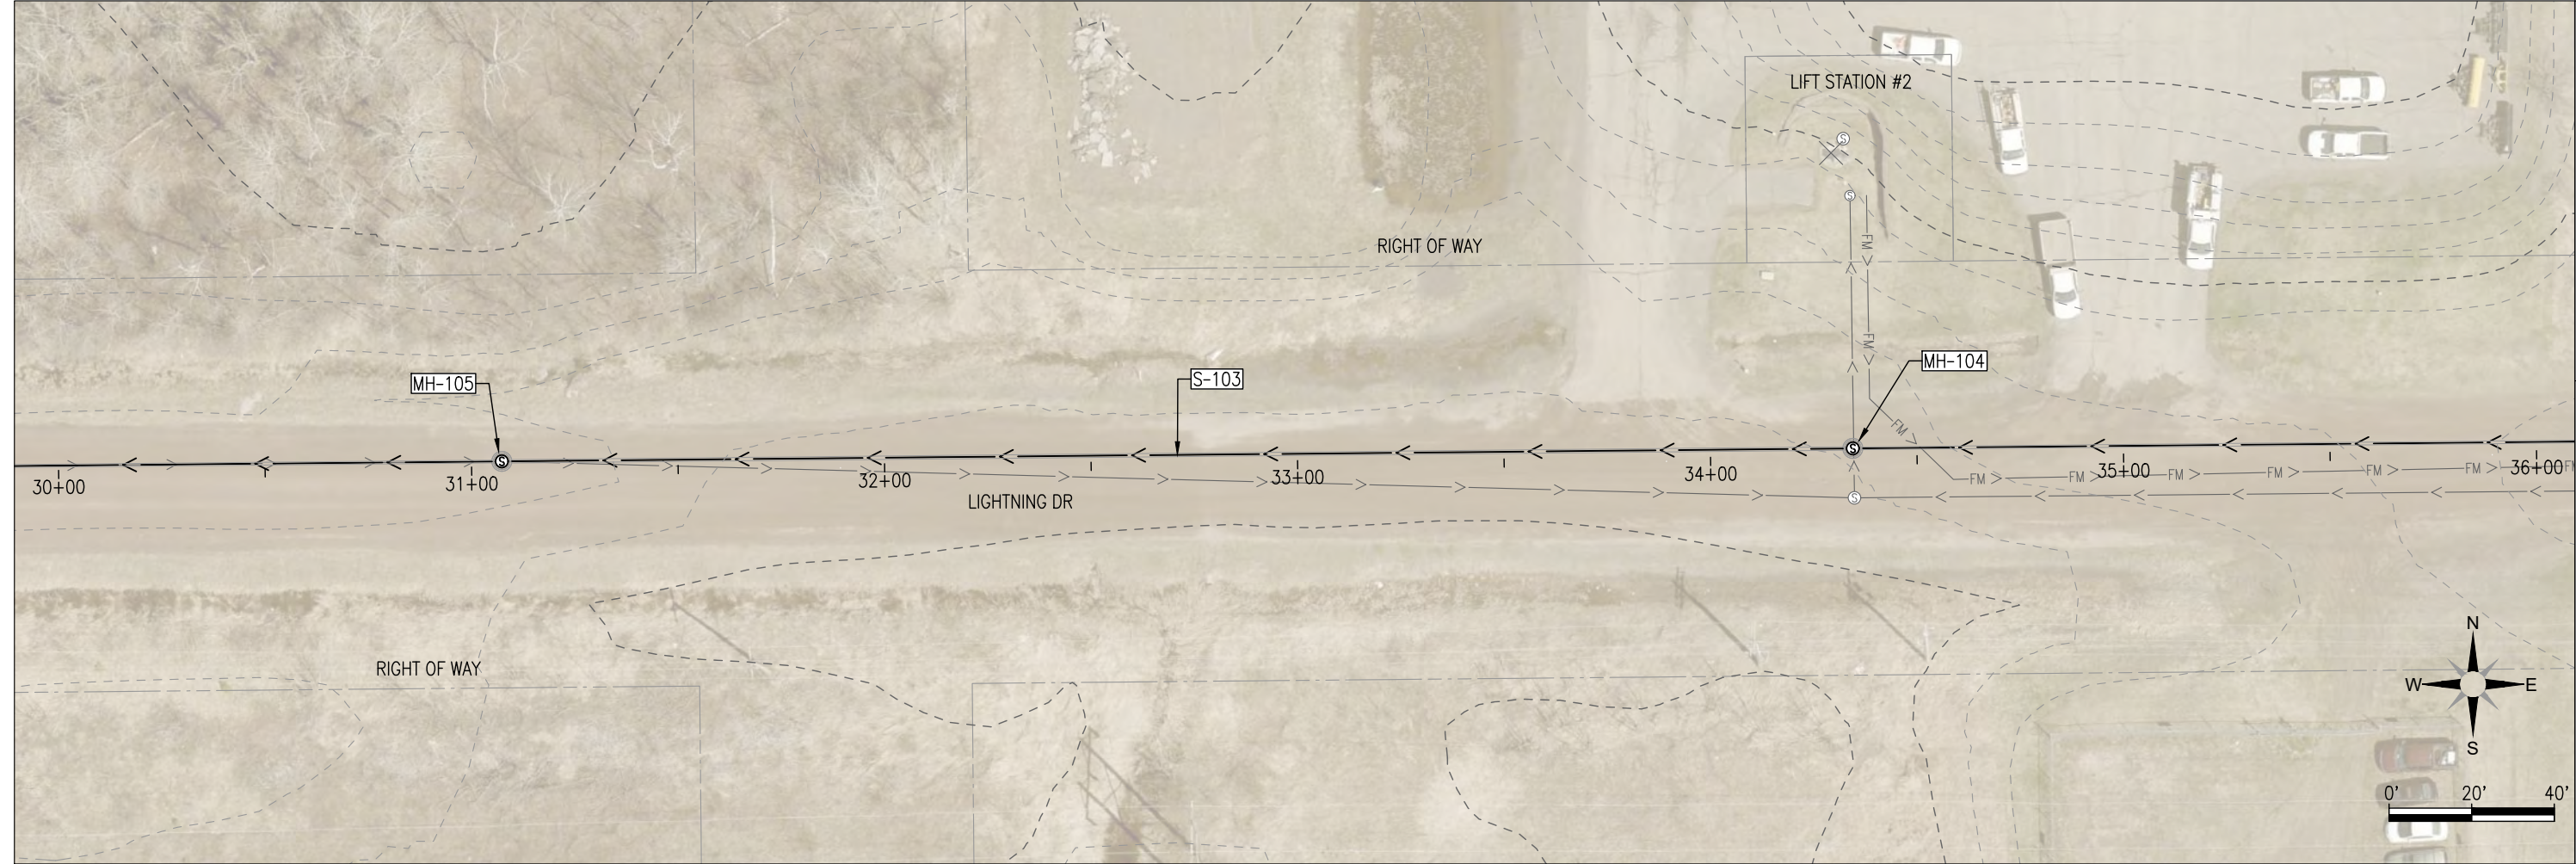 LIFT STATION #2
S
S
RIGHT OF WAY
FM
FM
MH-104
S-103
MH-105
FM
S
S
30+00
31+00
32+00
33+00
34+00
35+00
36+00
FM
FM
FM
FM
FM
FM
S
LIGHTNING DR
RIGHT OF WAY
N
W
E
S
0'
20'
40'